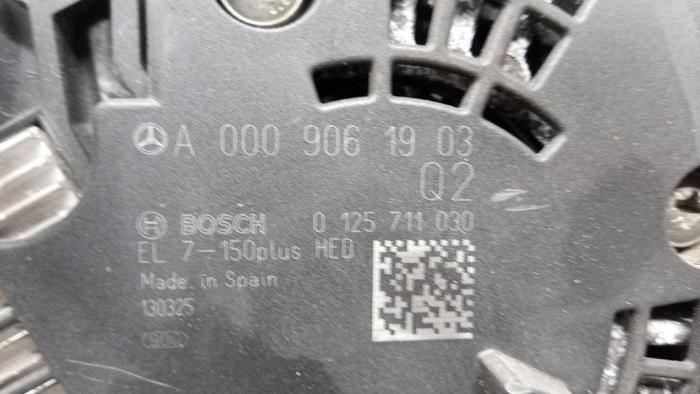 A 000 906 19 03
Q2
BOSCH 0 125 711 030
EL 7-150plus HED
Made in Spain
130325